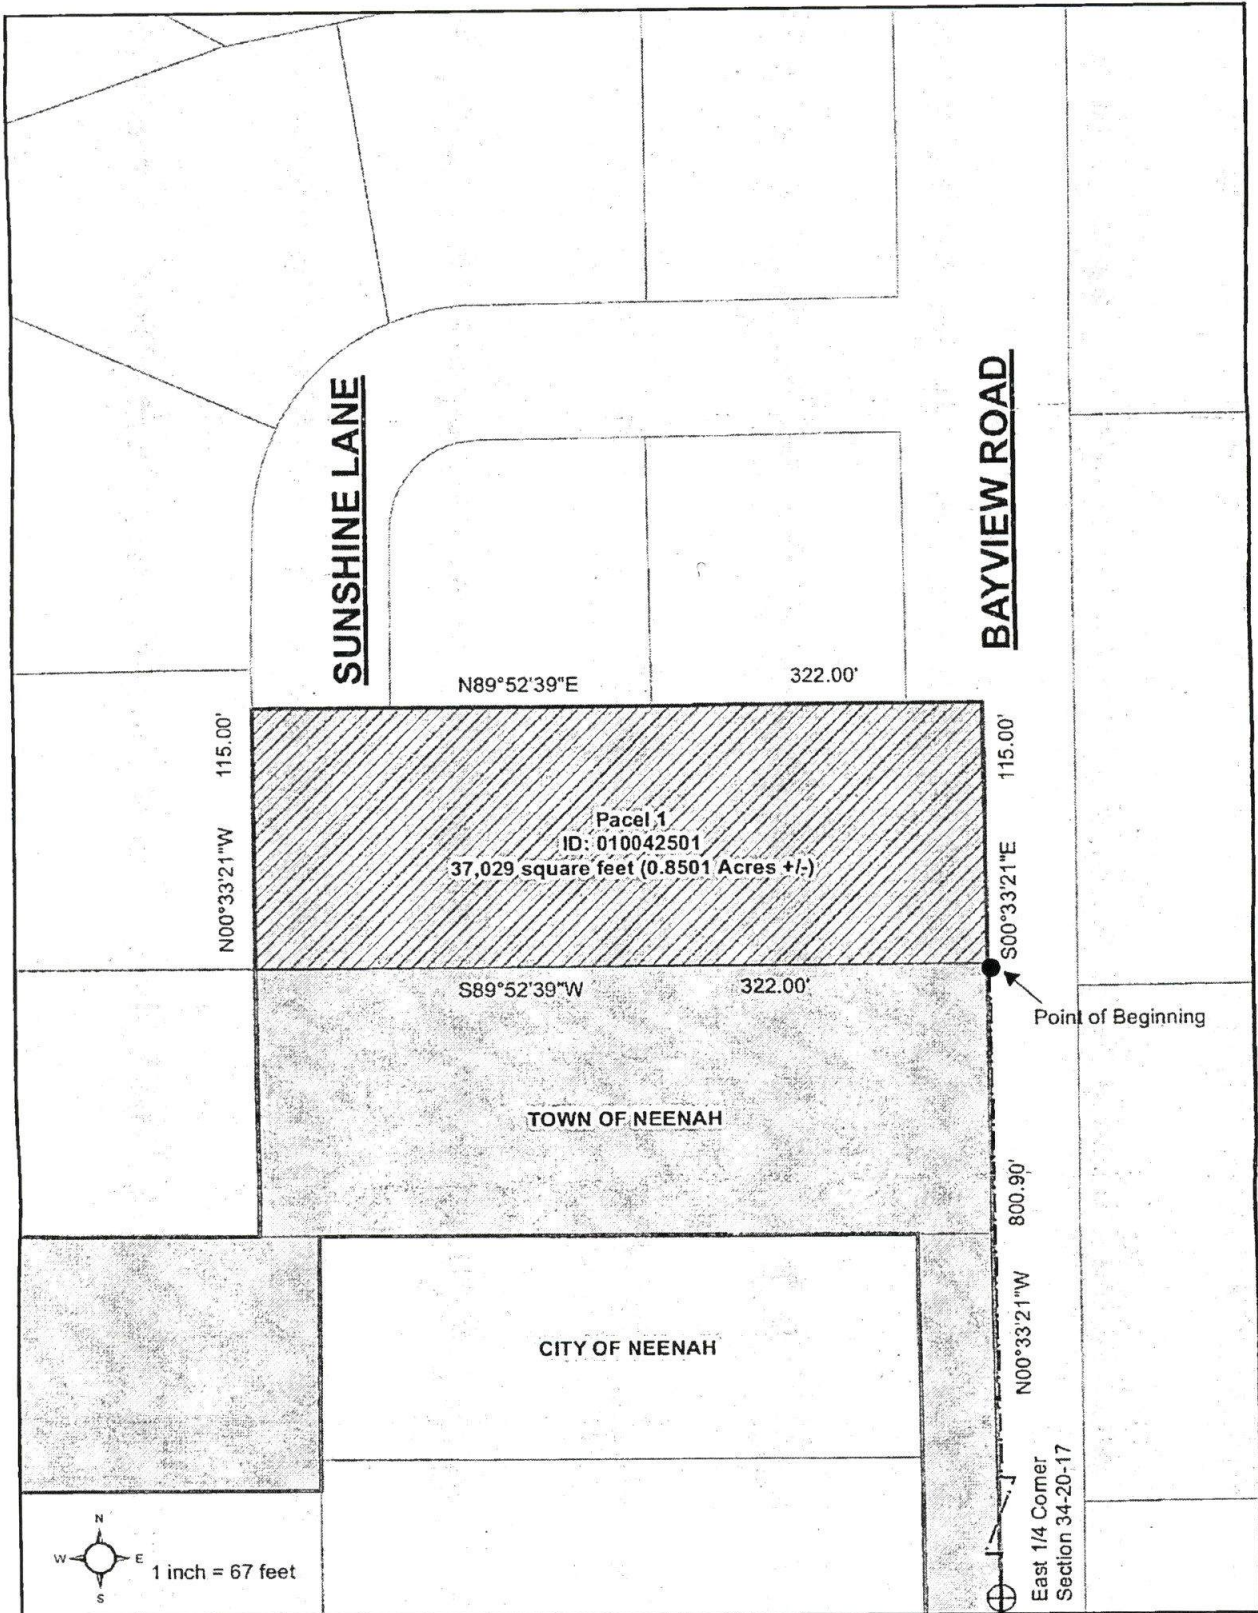 SUNSHINE LANE
BAYVIEW ROAD
N89°52'39"E
322.00'
115.00'
N00°33'21"W
115.00'
S00°33'21"E
Pacel 1
ID: 010042501
37,029 square feet (0.8501 Acres +/-)
S89°52'39"W
322.00'
Point of Beginning
TOWN OF NEENAH
800.90'
N00°33'21"W
CITY OF NEENAH
East 1/4 Corner
Section 34-20-17
N
W
E
S
1 inch = 67 feet